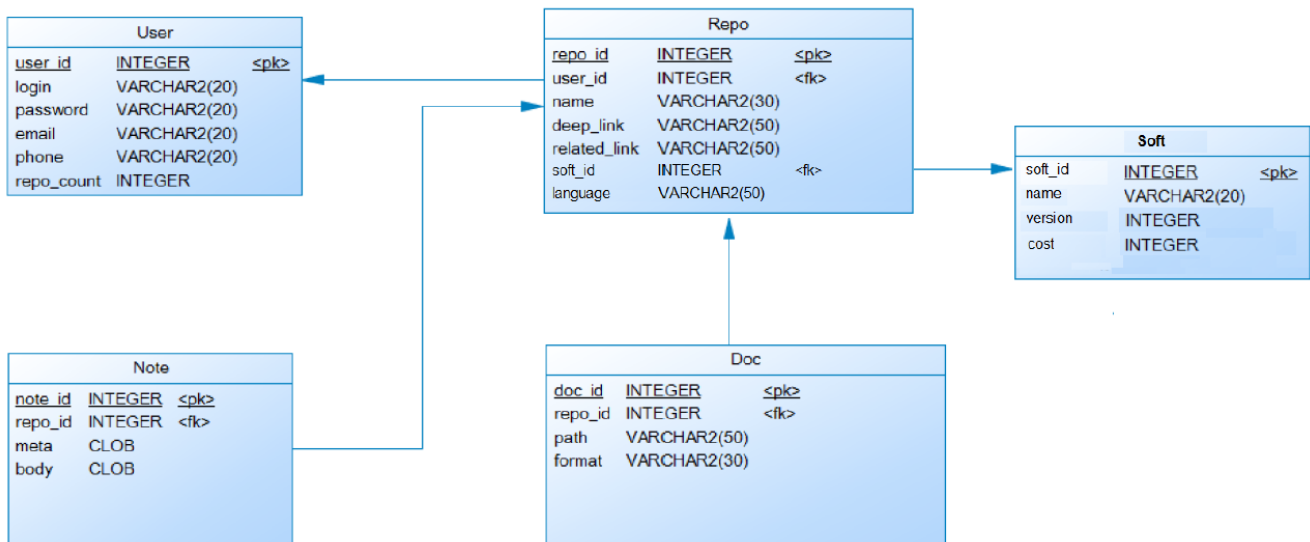 User
user_id INTEGER <pk>
login VARCHAR2(20)
password VARCHAR2(20)
email VARCHAR2(20)
phone VARCHAR2(20)
repo_count INTEGER
Repo
repo_id INTEGER <pk>
user_id INTEGER <fk>
name VARCHAR2(30)
deep_link VARCHAR2(50)
related_link VARCHAR2(50)
soft_id INTEGER <fk>
language VARCHAR2(50)
Soft
soft_id INTEGER <pk>
name VARCHAR2(20)
version INTEGER
cost INTEGER
Note
note_id INTEGER <pk>
repo_id INTEGER <fk>
meta CLOB
body CLOB
Doc
doc_id INTEGER <pk>
repo_id INTEGER <fk>
path VARCHAR2(50)
format VARCHAR2(30)